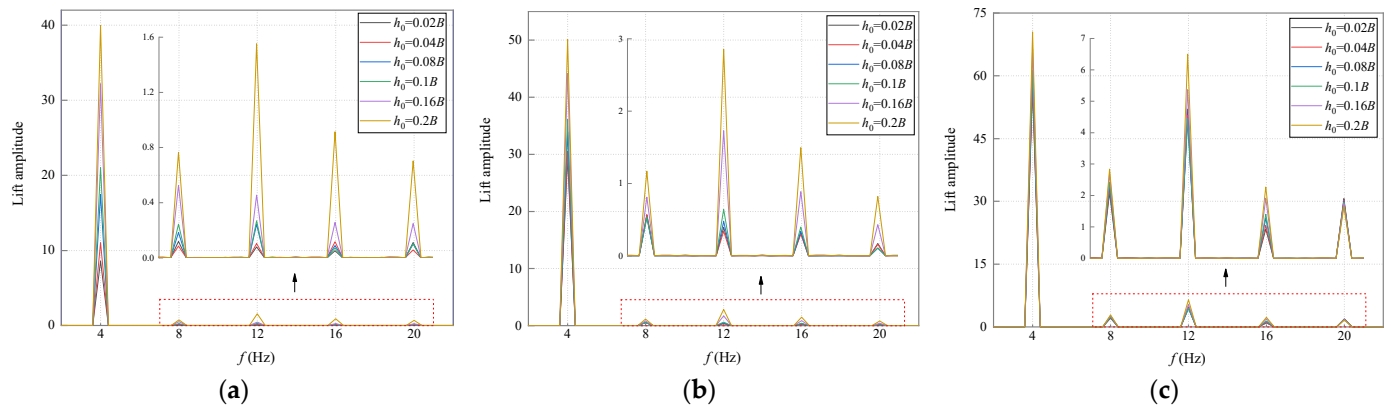 Lift amplitude
40
30
20
10
0
1.6
1.2
0.8
0.4
0.0
h₀=0.02B
h₀=0.04B
h₀=0.08B
h₀=0.1B
h₀=0.16B
h₀=0.2B
4 8 12 16 20
f (Hz)
(a)
Lift amplitude
50
40
30
20
10
0
3
2
1
0
h₀=0.02B
h₀=0.04B
h₀=0.08B
h₀=0.1B
h₀=0.16B
h₀=0.2B
4 8 12 16 20
f (Hz)
(b)
Lift amplitude
75
60
45
30
15
0
7
6
5
4
3
2
1
0
h₀=0.02B
h₀=0.04B
h₀=0.08B
h₀=0.1B
h₀=0.16B
h₀=0.2B
4 8 12 16 20
f (Hz)
(c)